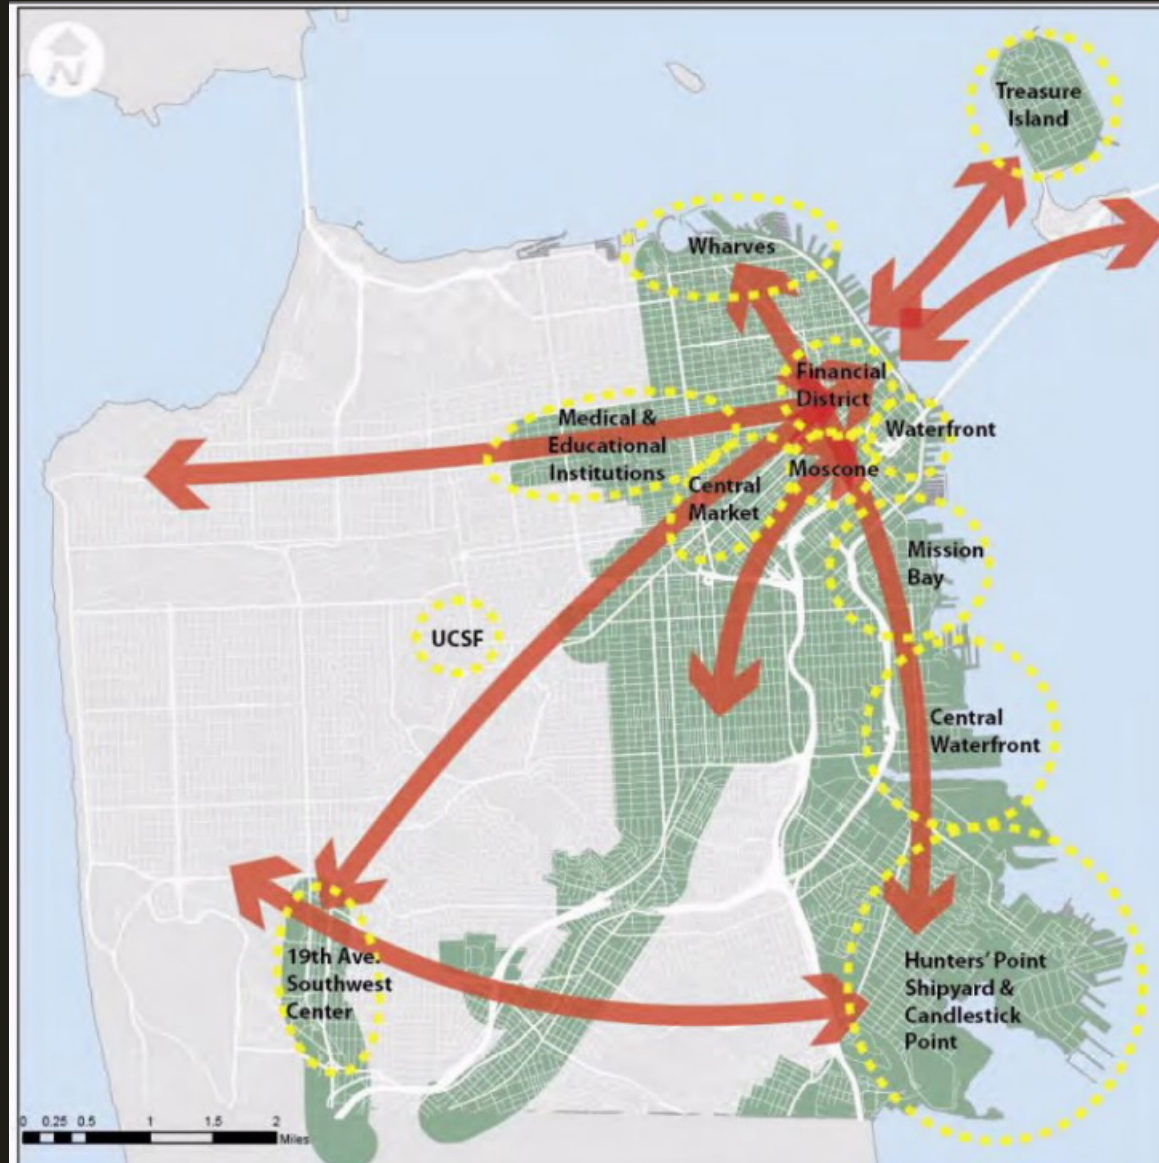 N
Treasure
Island
Wharves
Financial
District
Waterfront
Medical &
Educational
Institutions
Moscone
Central
Market
Mission
Bay
UCSF
Central
Waterfront
19th Ave.
Southwest
Center
Hunters' Point
Shipyard &
Candlestick
Point
0 0.25 0.5 1 1.5 2
Miles